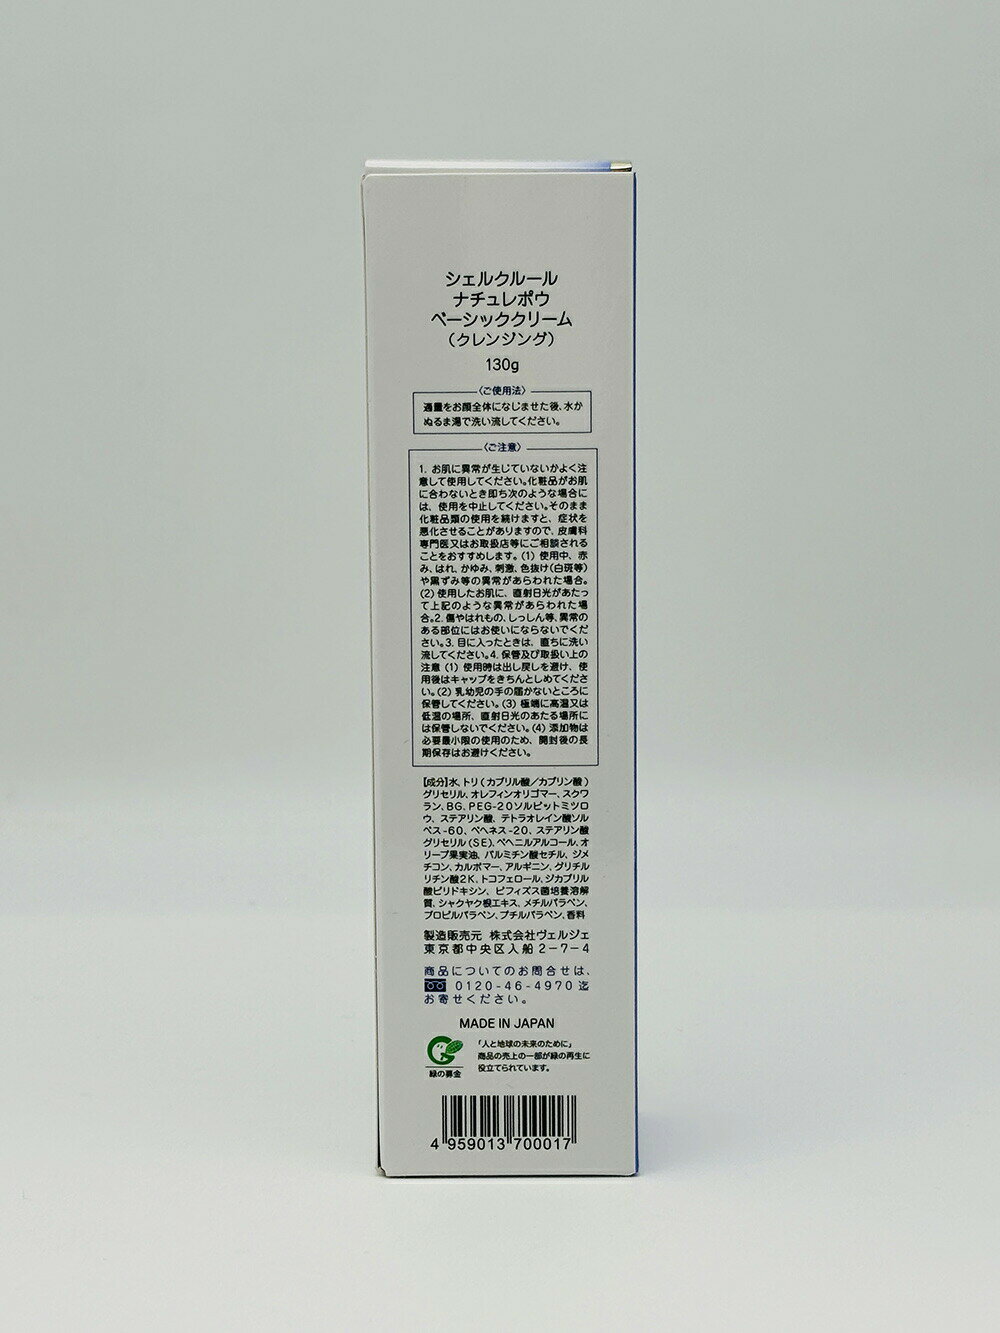 シェルクルール
ナチュレポウ
ベーシッククリーム
（クレンジング）
130g
〈ご使用法〉
適量をお顔全体になじませた後、水か
ぬるま湯で洗い流してください。
〈ご注意〉
1. お肌に異常が生じていないかよく注
意して使用してください。化粧品がお肌
に合わないとき即ち次のような場合に
は、使用を中止してください。そのまま
化粧品類の使用を続けますと、症状を
悪化させることがありますので、皮膚科
専門医又はお取扱店等にご相談される
ことをおすすめします。(1) 使用中、赤
み、はれ、かゆみ、刺激、色抜け(白斑等)
や黒ずみ等の異常があらわれた場合。
(2) 使用したお肌に、直射日光があたっ
て上記のような異常があらわれた場
合。2. 傷やはれもの、しっしん等、異常の
ある部位にはお使いにならないでくだ
さい。3. 目に入ったときは、直ちに洗い
流してください。4. 保管及び取扱い上の
注意 (1) 使用時は出し戻しを避け、使
用後はキャップをきちんとしめてくださ
い。(2) 乳幼児の手の届かないところに
保管してください。(3) 極端に高温又は
低温の場所、直射日光のあたる場所に
は保管しないでください。(4) 添加物は
必要最小限の使用のため、開封後の長
期保存はお避けください。
【成分】水、トリ(カプリル酸／カプリン酸)
グリセリル、オレフィンオリゴマー、スクワ
ラン、BG、PEG-20ソルビットミツロ
ウ、ステアリン酸、テトラオレイン酸ソル
ベス-60、ベヘネス-20、ステアリン酸
グリセリル(SE)、ベヘニルアルコール、オ
リーブ果実油、パルミチン酸セチル、ジメ
チコン、カルボマー、アルギニン、グリチル
リチン酸2K、トコフェロール、ジカプリル
酸ピリドキシン、ビフィズス菌培養溶解
質、シャクヤク根エキス、メチルパラベン、
プロピルパラベン、ブチルパラベン、香料
製造販売元 株式会社ヴェルジェ
東京都中央区入船2-7-4
商品についてのお問合せは、
0120-46-4970迄
お寄せください。
MADE IN JAPAN
緑の募金
「人と地球の未来のために」
商品の売上の一部が緑の再生に
役立てられています。
4 959013 700017